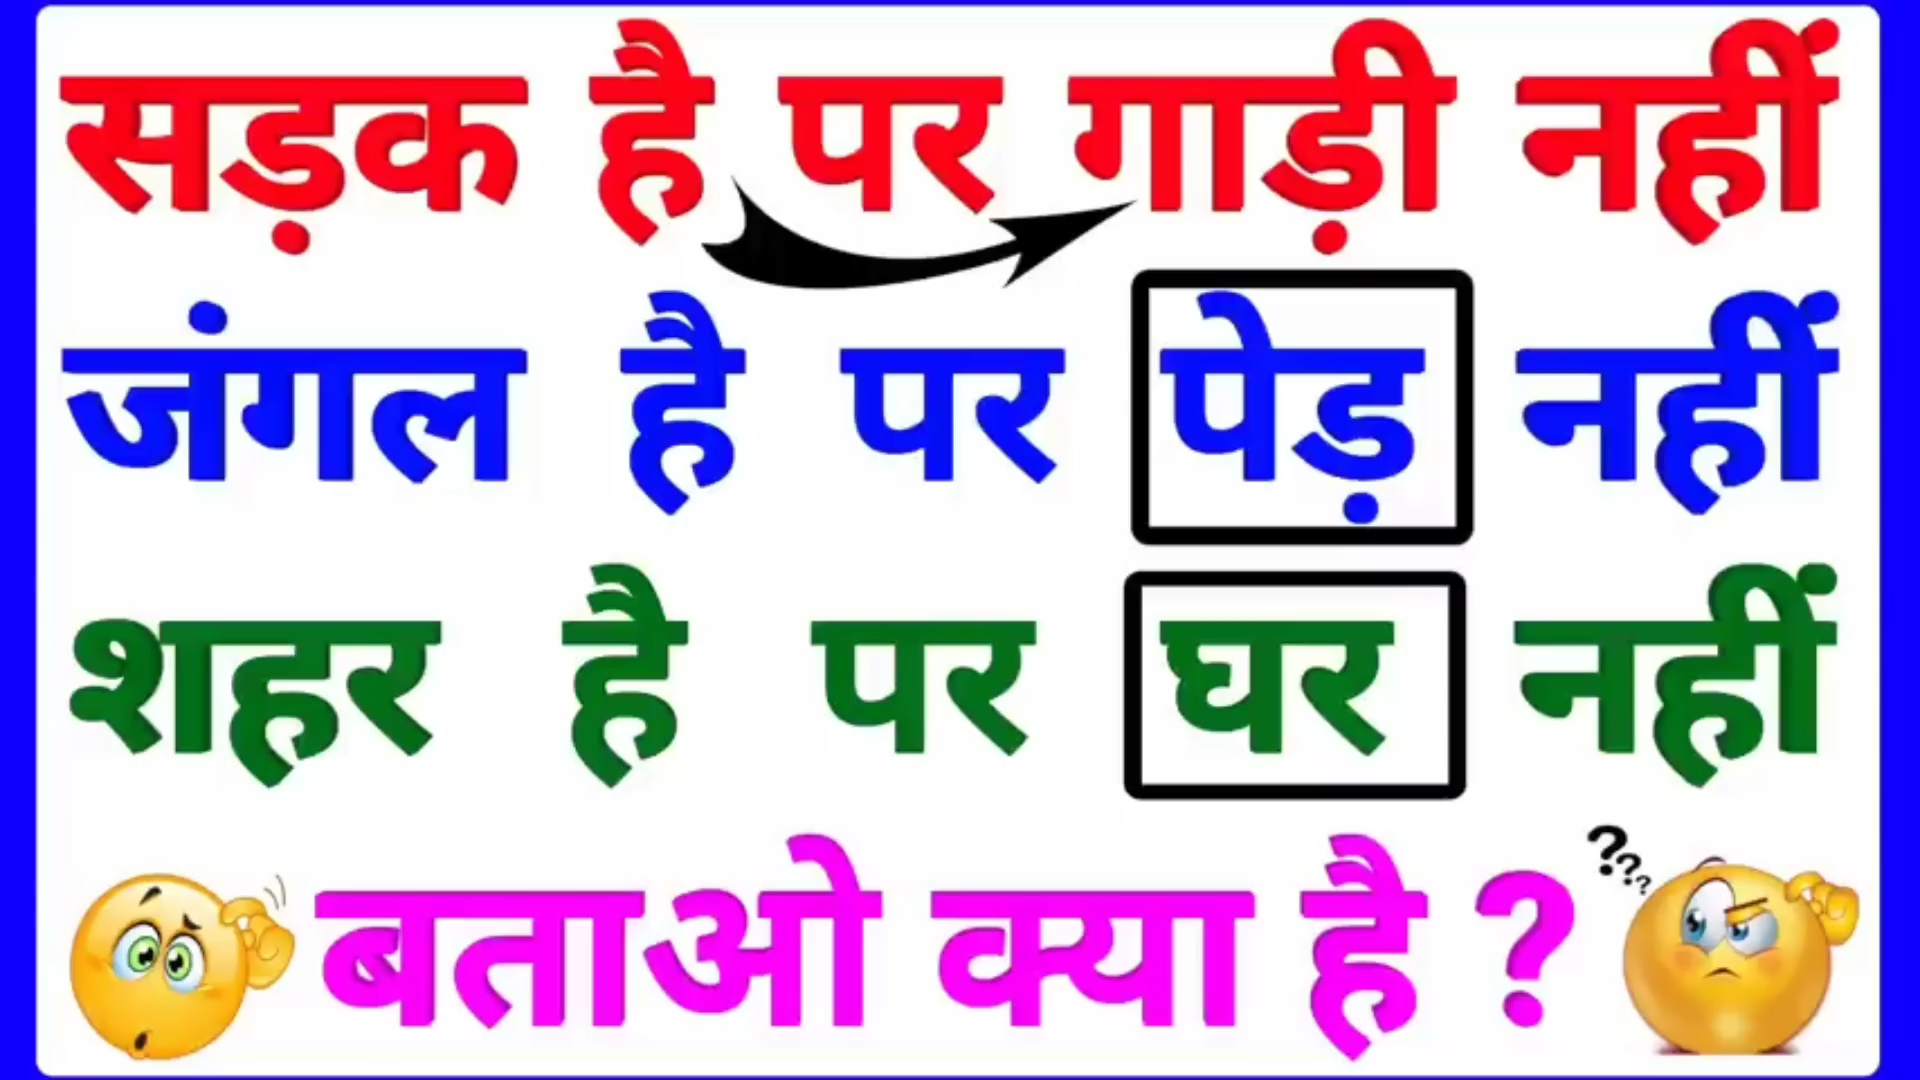 सड़क है पर गाड़ी नहीं
जंगल है पर पेड़ नहीं
शहर है पर घर नहीं
???
बताओ क्या है ?